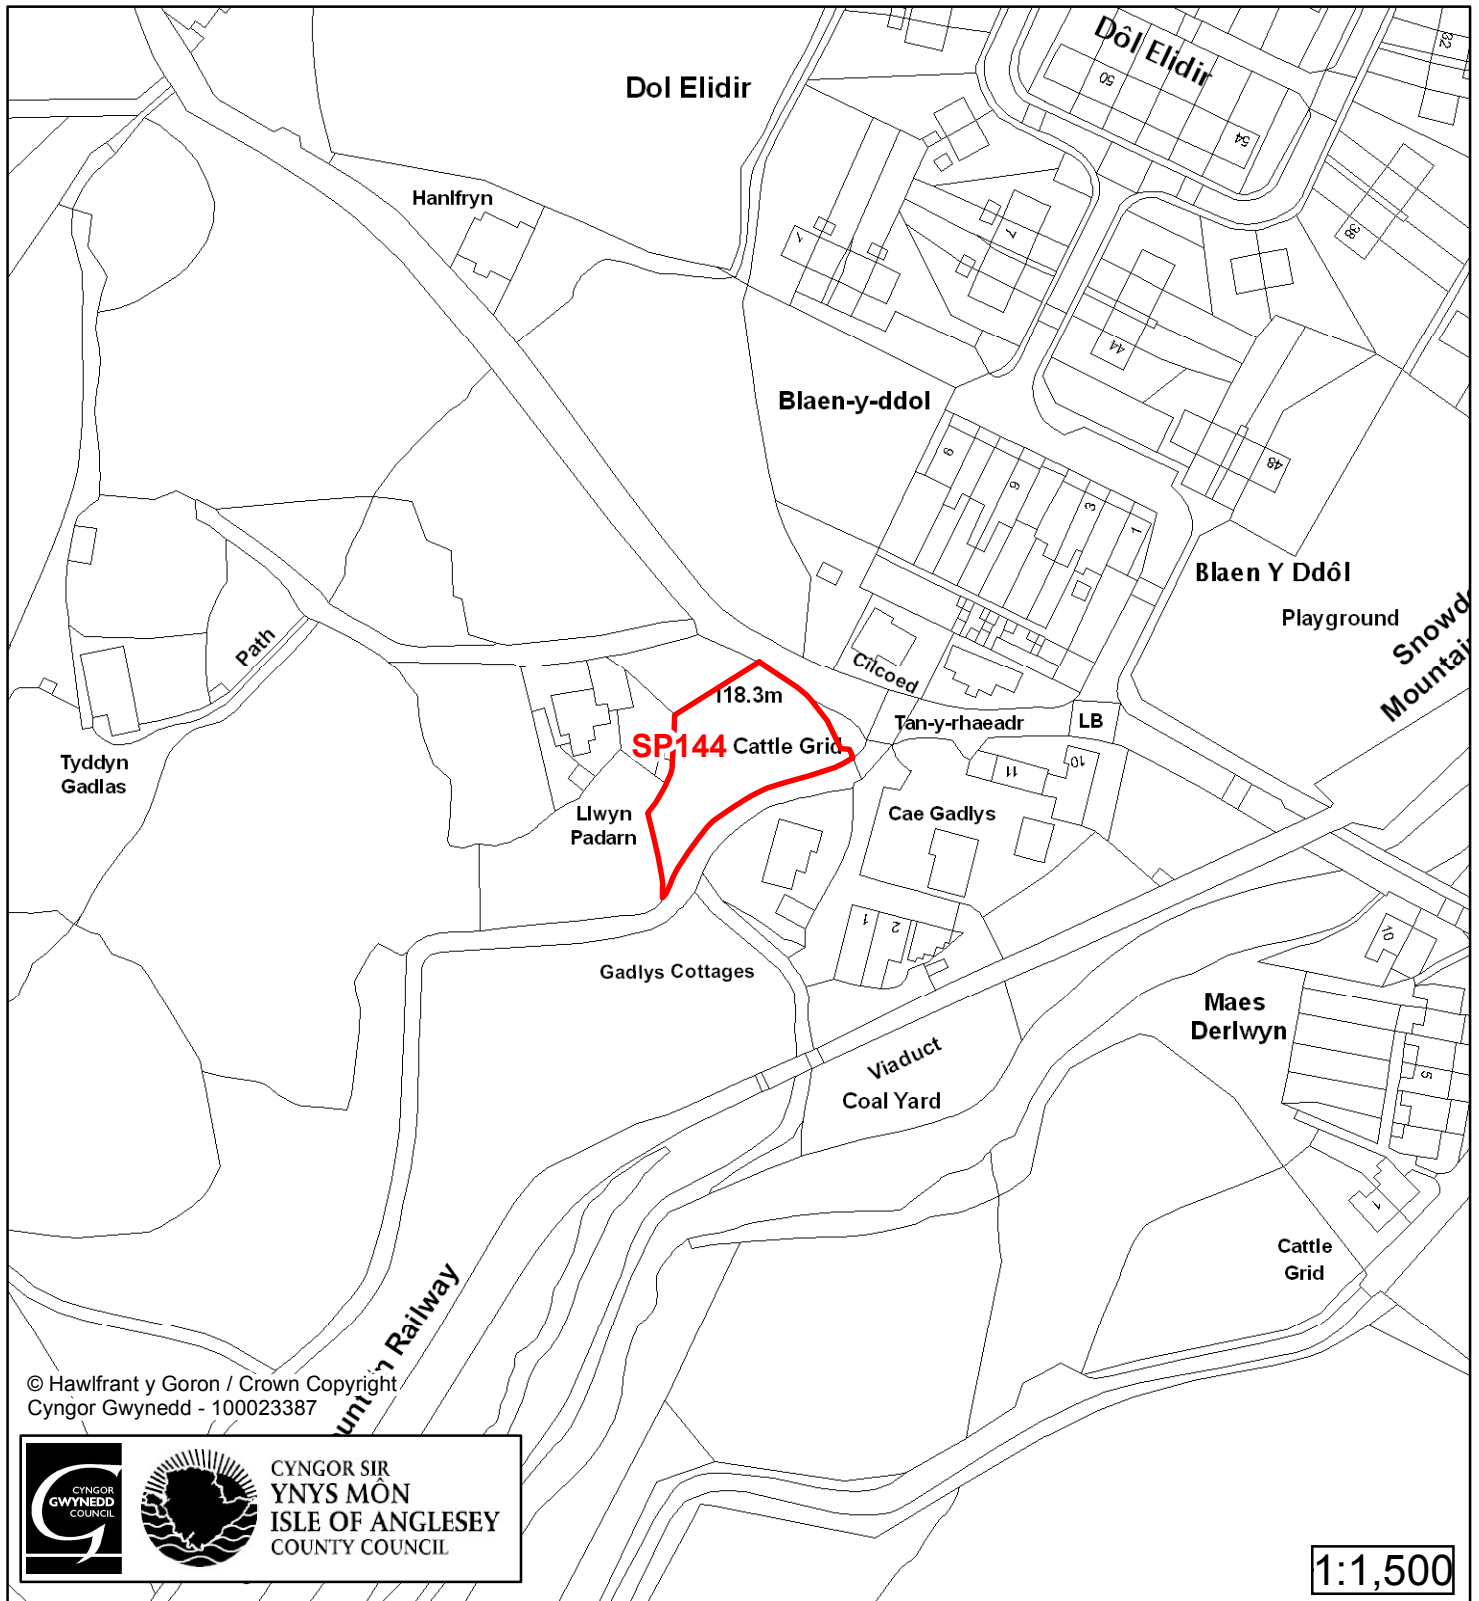 Dôl Elidir
Dol Elidir
32
50
54
Hanlfryn
38
7
7
44
Blaen-y-ddol
48
9
6
3
1
Blaen Y Ddôl
Playground
Path
Cilcoed
118.3m
Tan-y-rhaeadr
LB
SP144
Cattle Grid
Tyddyn
Gadlas
11
10
Llwyn
Padarn
Cae Gadlys
1
2
10
Gadlys Cottages
Maes
Derlwyn
Viaduct
Coal Yard
5
1
Cattle
Grid
Railway
© Hawlfrant y Goron / Crown Copyright
Cyngor Gwynedd - 100023387
CYNGOR
GWYNEDD
COUNCIL
CYNGOR SIR
YNYS MÔN
ISLE OF ANGLESEY
COUNTY COUNCIL
1:1,500